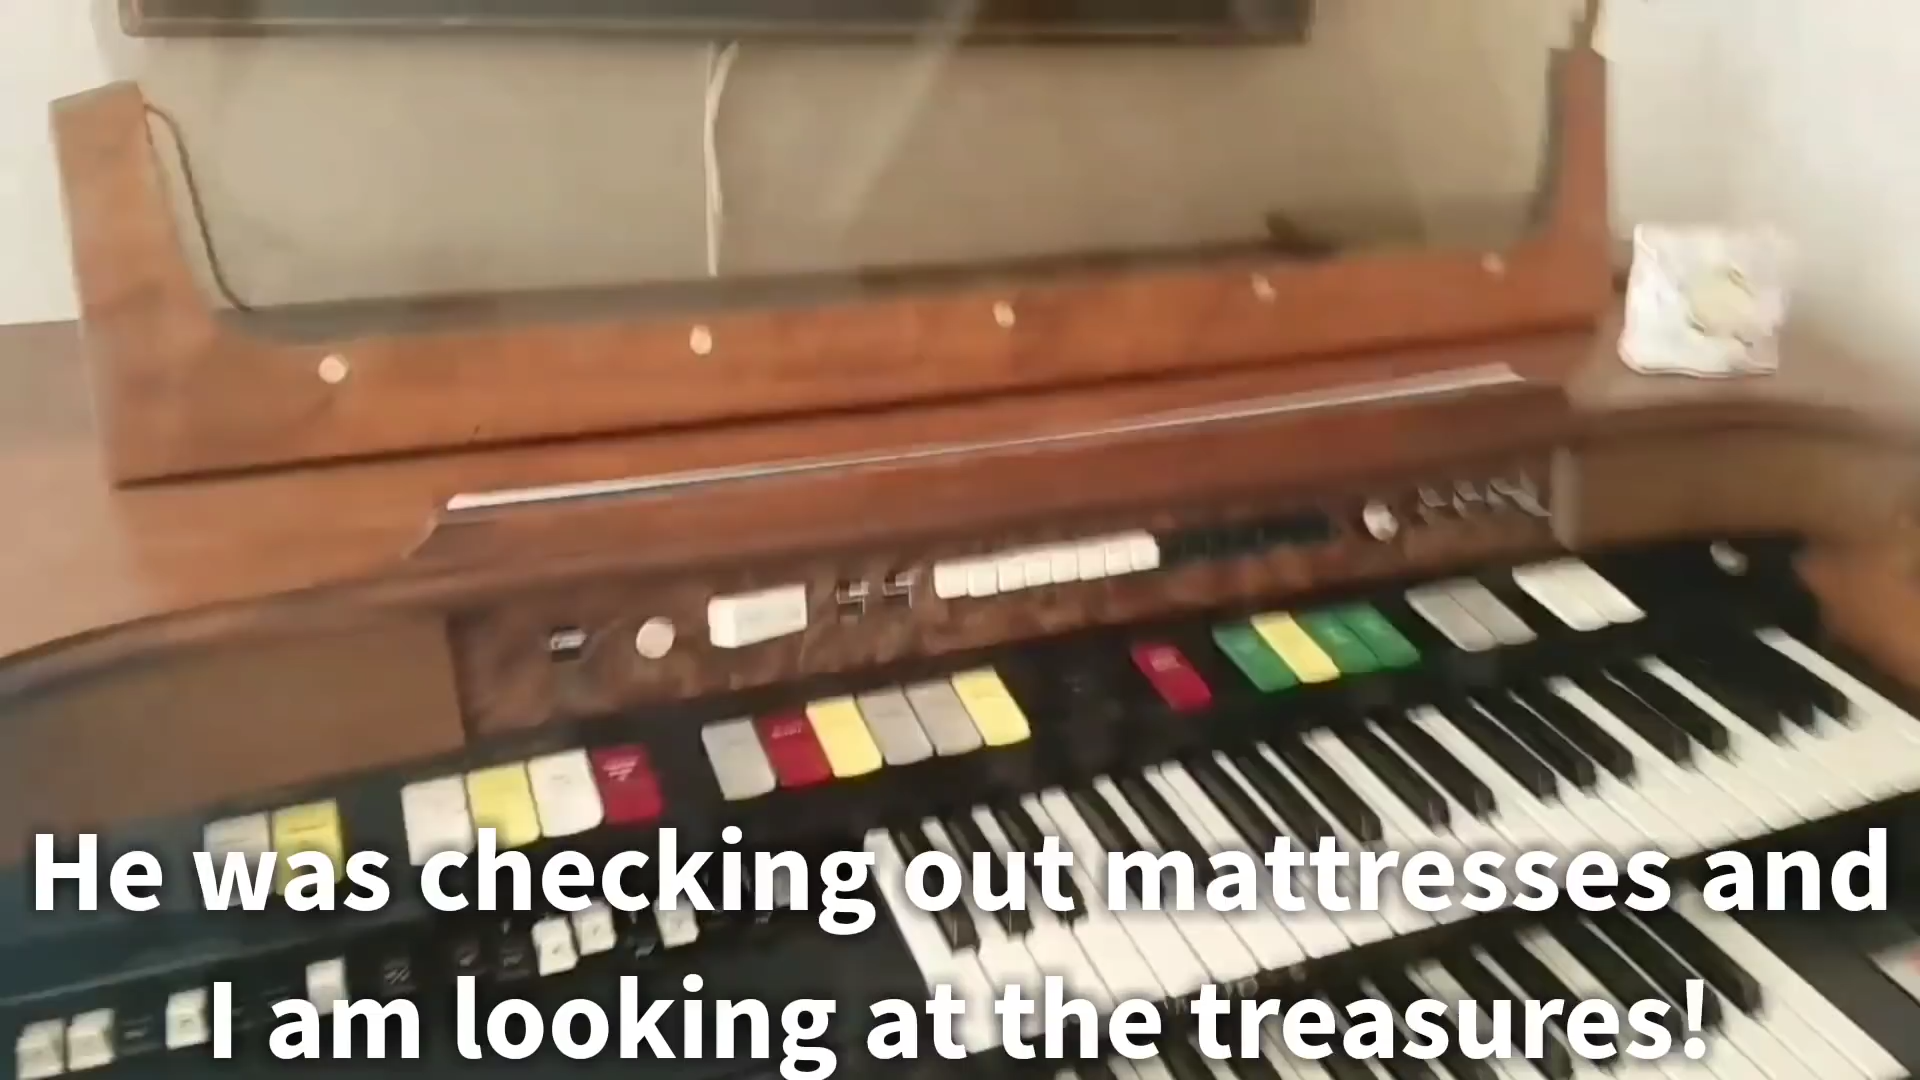 He was checking out mattresses and
I am looking at the treasures!